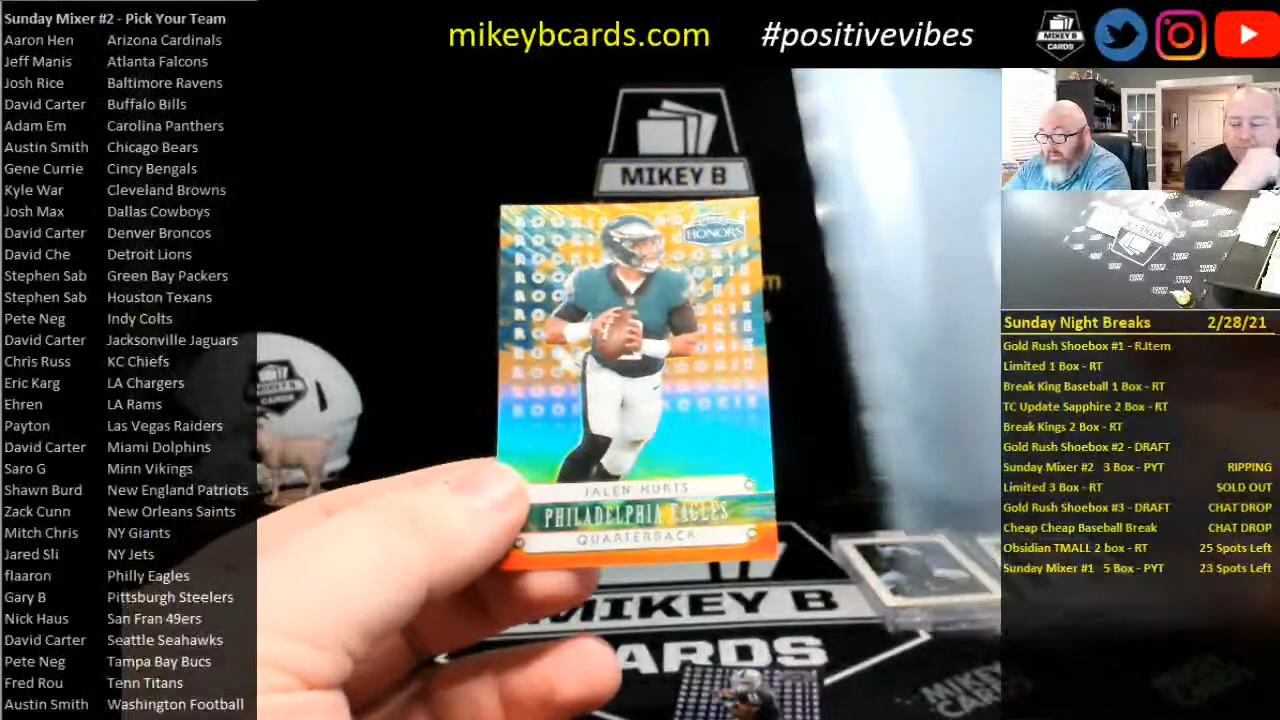 Sunday Mixer #2 - Pick Your Team
Aaron Hen Arizona Cardinals
Jeff Manis Atlanta Falcons
Josh Rice Baltimore Ravens
David Carter Buffalo Bills
Adam Em Carolina Panthers
Austin Smith Chicago Bears
Gene Currie Cincy Bengals
Kyle War Cleveland Browns
Josh Max Dallas Cowboys
David Carter Denver Broncos
David Che Detroit Lions
Stephen Sab Green Bay Packers
Stephen Sab Houston Texans
Pete Neg Indy Colts
David Carter Jacksonville Jaguars
Chris Russ KC Chiefs
Eric Karg LA Chargers
Ehren LA Rams
Payton Las Vegas Raiders
David Carter Miami Dolphins
Saro G Minn Vikings
Shawn Burd New England Patriots
Zack Cunn New Orleans Saints
Mitch Chris NY Giants
Jared Sli NY Jets
flaaron Philly Eagles
Gary B Pittsburgh Steelers
Nick Haus San Fran 49ers
David Carter Seattle Seahawks
Pete Neg Tampa Bay Bucs
Fred Rou Tenn Titans
Austin Smith Washington Football
mikeybcards.com #positivevibes
MIKEY B
CARDS
MIKEY B
HONORS
ROOKIE
JALEN HURTS
PHILADELPHIA EAGLES
QUARTERBACK
MIKEY B
CARDS
MIKEY B
CARDS
MIKEY
Sunday Night Breaks 2/28/21
Gold Rush Shoebox #1 - R.Item
Limited 1 Box - RT
Break King Baseball 1 Box - RT
TC Update Sapphire 2 Box - RT
Break Kings 2 Box - RT
Gold Rush Shoebox #2 - DRAFT
Sunday Mixer #2 3 Box - PYT RIPPING
Limited 3 Box - RT SOLD OUT
Gold Rush Shoebox #3 - DRAFT CHAT DROP
Cheap Cheap Baseball Break CHAT DROP
Obsidian TMALL 2 box - RT 25 Spots Left
Sunday Mixer #1 5 Box - PYT 23 Spots Left